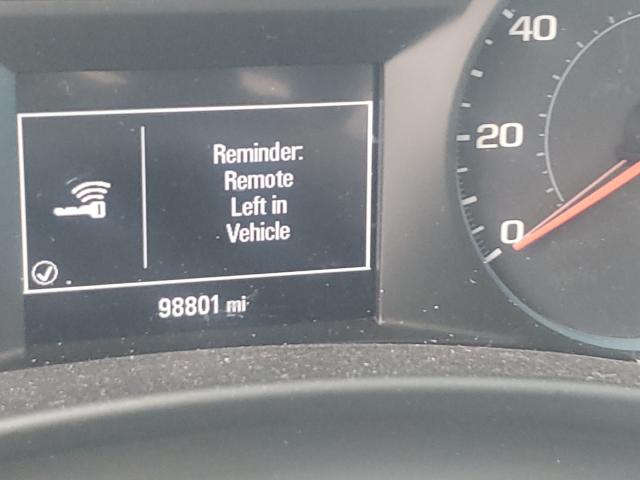 Reminder:
Remote
Left in
Vehicle
98801 mi
40
20
0